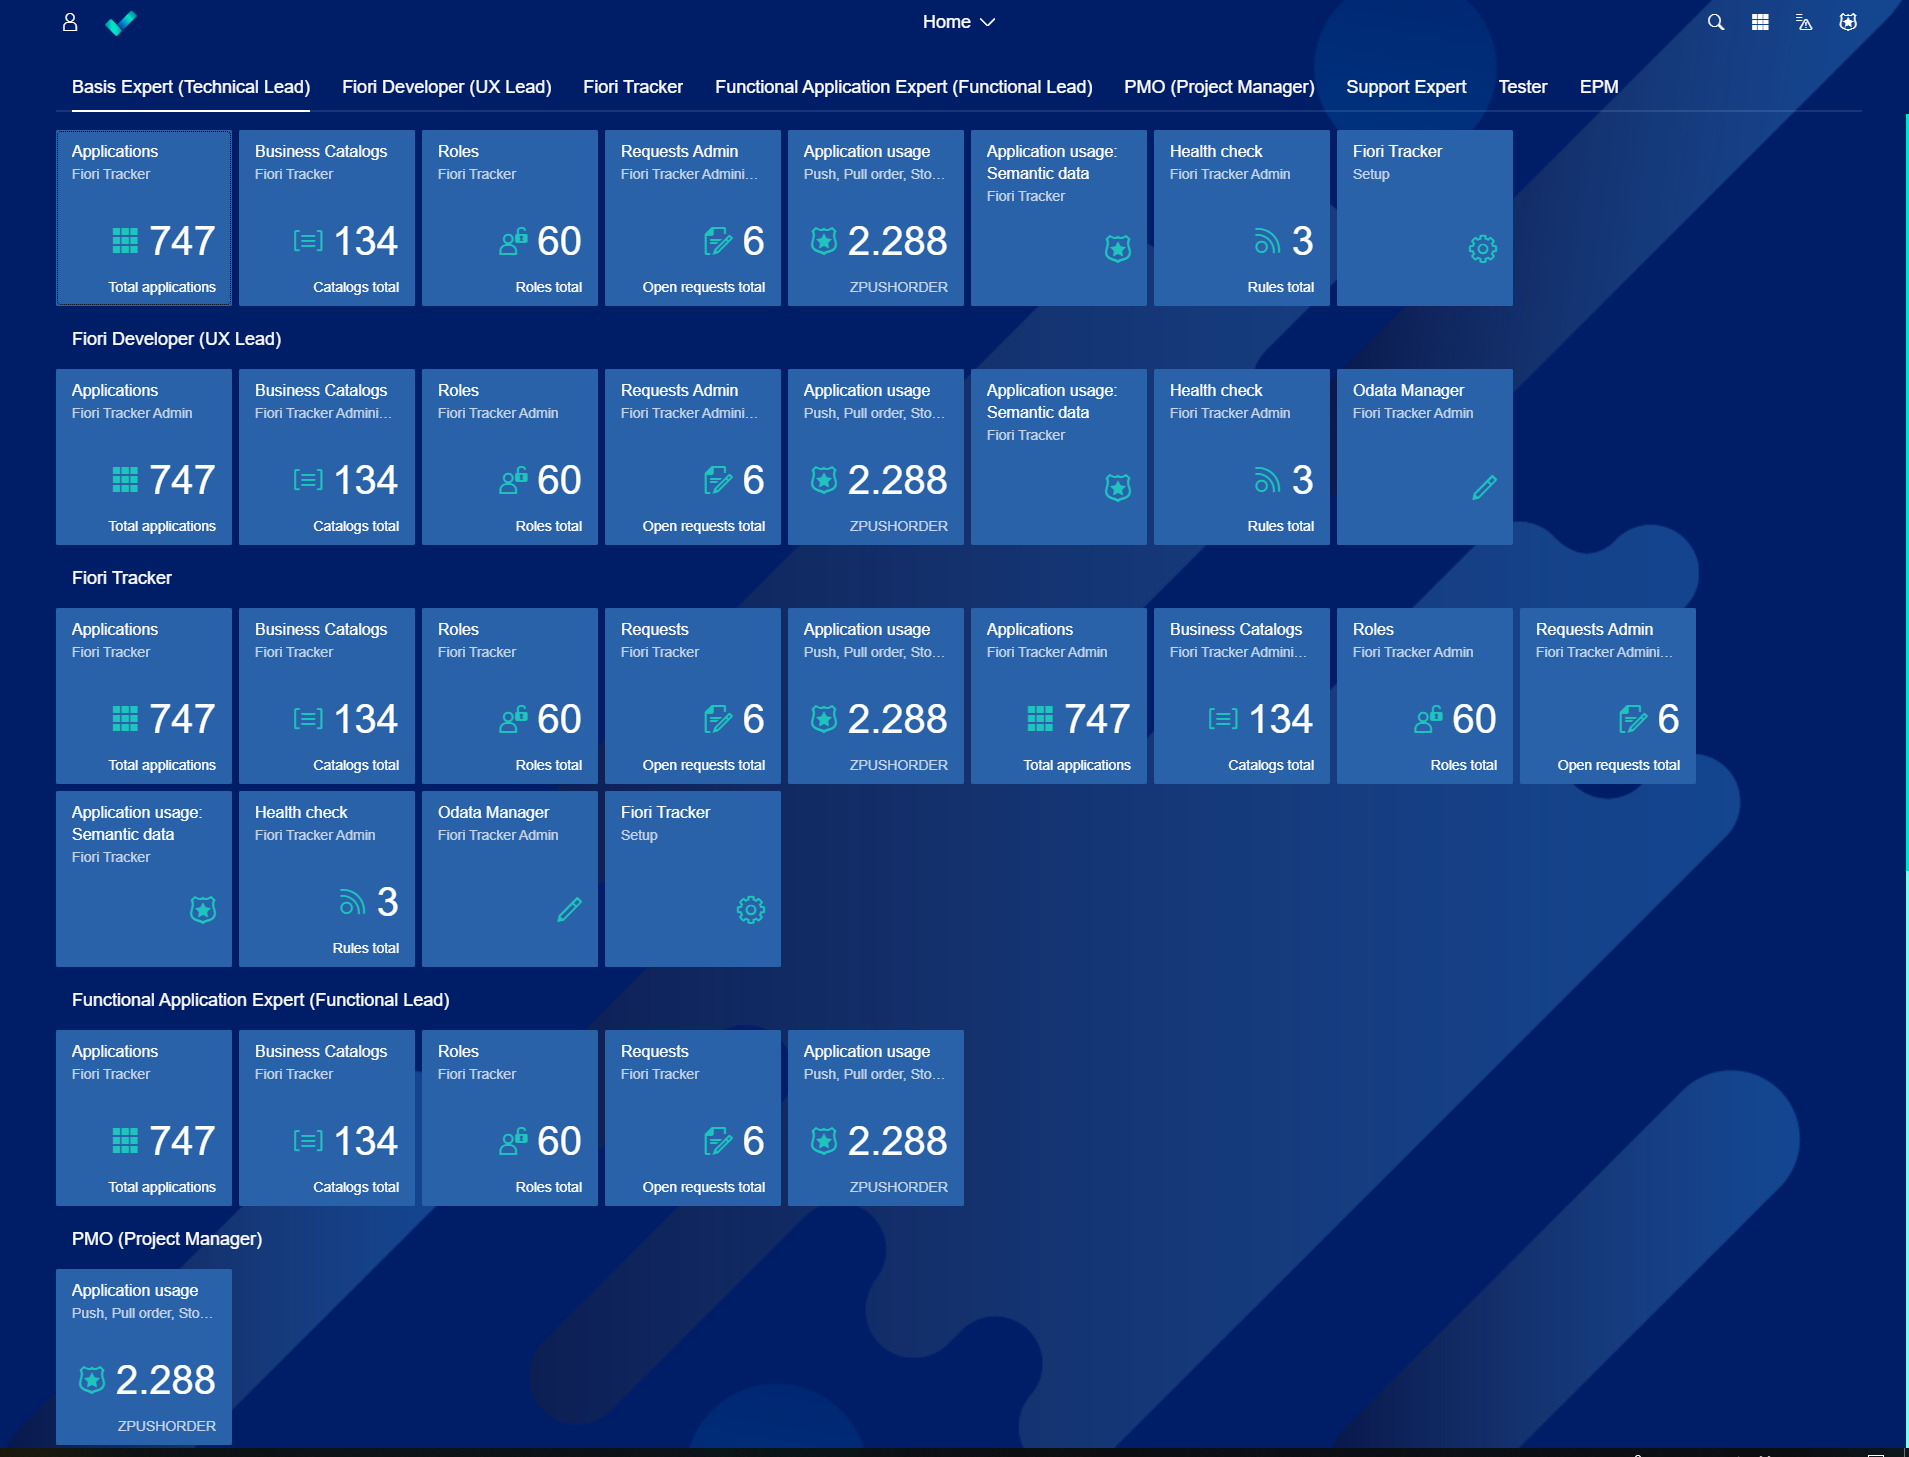 Home
Basis Expert (Technical Lead) Fiori Developer (UX Lead) Fiori Tracker Functional Application Expert (Functional Lead) PMO (Project Manager) Support Expert Tester EPM
Applications
Fiori Tracker
747
Total applications
Business Catalogs
Fiori Tracker
134
Catalogs total
Roles
Fiori Tracker
60
Roles total
Requests Admin
Fiori Tracker Admini...
6
Open requests total
Application usage
Push, Pull order, Sto...
2.288
ZPUSHORDER
Application usage:
Semantic data
Fiori Tracker
Health check
Fiori Tracker Admin
3
Rules total
Fiori Tracker
Setup
Fiori Developer (UX Lead)
Applications
Fiori Tracker Admin
747
Total applications
Business Catalogs
Fiori Tracker Admini...
134
Catalogs total
Roles
Fiori Tracker Admin
60
Roles total
Requests Admin
Fiori Tracker Admini...
6
Open requests total
Application usage
Push, Pull order, Sto...
2.288
ZPUSHORDER
Application usage:
Semantic data
Fiori Tracker
Health check
Fiori Tracker Admin
3
Rules total
Odata Manager
Fiori Tracker Admin
Fiori Tracker
Applications
Fiori Tracker
747
Total applications
Business Catalogs
Fiori Tracker
134
Catalogs total
Roles
Fiori Tracker
60
Roles total
Requests
Fiori Tracker
6
Open requests total
Application usage
Push, Pull order, Sto...
2.288
ZPUSHORDER
Applications
Fiori Tracker Admin
747
Total applications
Business Catalogs
Fiori Tracker Admini...
134
Catalogs total
Roles
Fiori Tracker Admin
60
Roles total
Requests Admin
Fiori Tracker Admini...
6
Open requests total
Application usage:
Semantic data
Fiori Tracker
Health check
Fiori Tracker Admin
3
Rules total
Odata Manager
Fiori Tracker Admin
Fiori Tracker
Setup
Functional Application Expert (Functional Lead)
Applications
Fiori Tracker
747
Total applications
Business Catalogs
Fiori Tracker
134
Catalogs total
Roles
Fiori Tracker
60
Roles total
Requests
Fiori Tracker
6
Open requests total
Application usage
Push, Pull order, Sto...
2.288
ZPUSHORDER
PMO (Project Manager)
Application usage
Push, Pull order, Sto...
2.288
ZPUSHORDER